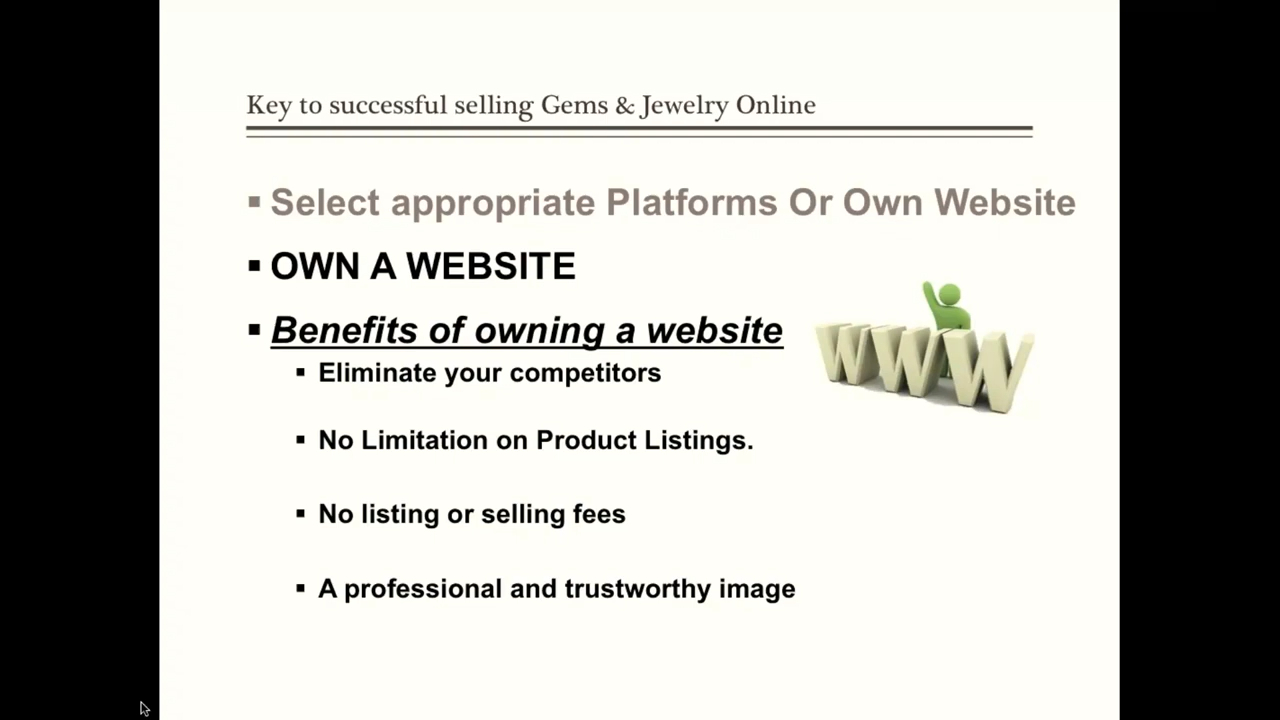 Key to successful selling Gems & Jewelry Online
▪ Select appropriate Platforms Or Own Website
▪ OWN A WEBSITE
▪ Benefits of owning a website
▪ Eliminate your competitors
WWW
▪ No Limitation on Product Listings.
▪ No listing or selling fees
▪ A professional and trustworthy image